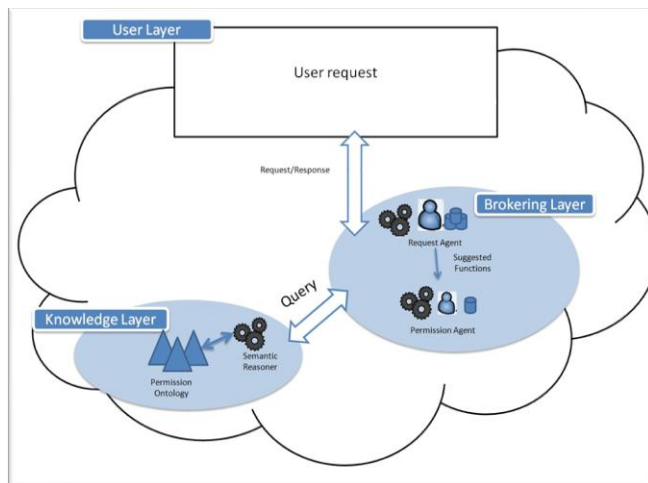 User Layer
User request
Request/Response
Brokering Layer
Request Agent
Suggested
Functions
Permission Agent
Query
Knowledge Layer
Semantic
Reasoner
Permission
Ontology